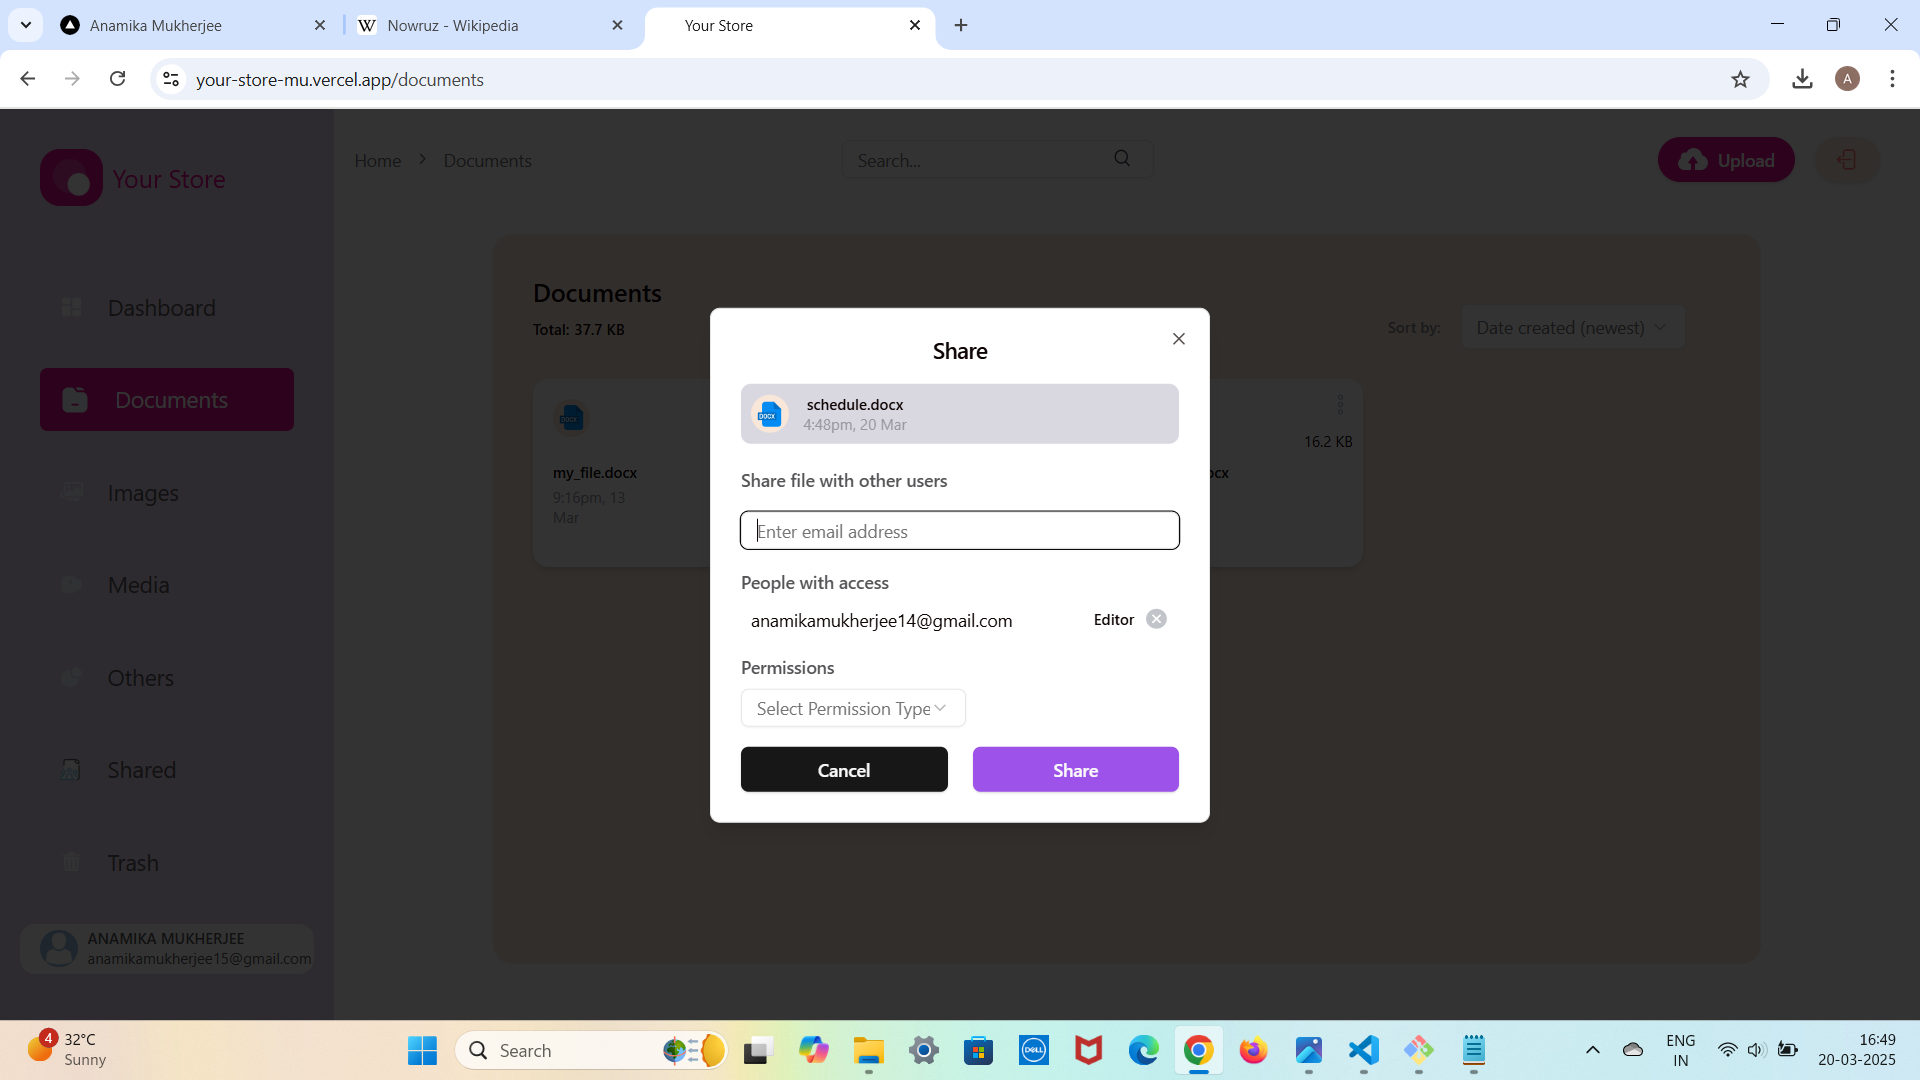 Anamika Mukherjee
Nowruz - Wikipedia
Your Store
your-store-mu.vercel.app/documents
A
Your Store
Home
Documents
Search...
Upload
Dashboard
Documents
Images
Media
Others
Shared
Trash
ANAMIKA MUKHERJEE
anamikamukherjee15@gmail.com
Documents
Total: 37.7 KB
Sort by:
Date created (newest)
DOCX
my_file.docx
9:16pm, 13
Mar
16.2 KB
ocx
Share
DOCX
schedule.docx
4:48pm, 20 Mar
Share file with other users
Enter email address
People with access
anamikamukherjee14@gmail.com
Editor
Permissions
Select Permission Type
Cancel
Share
4
32°C
Sunny
Search
DELL
ENG
IN
16:49
20-03-2025